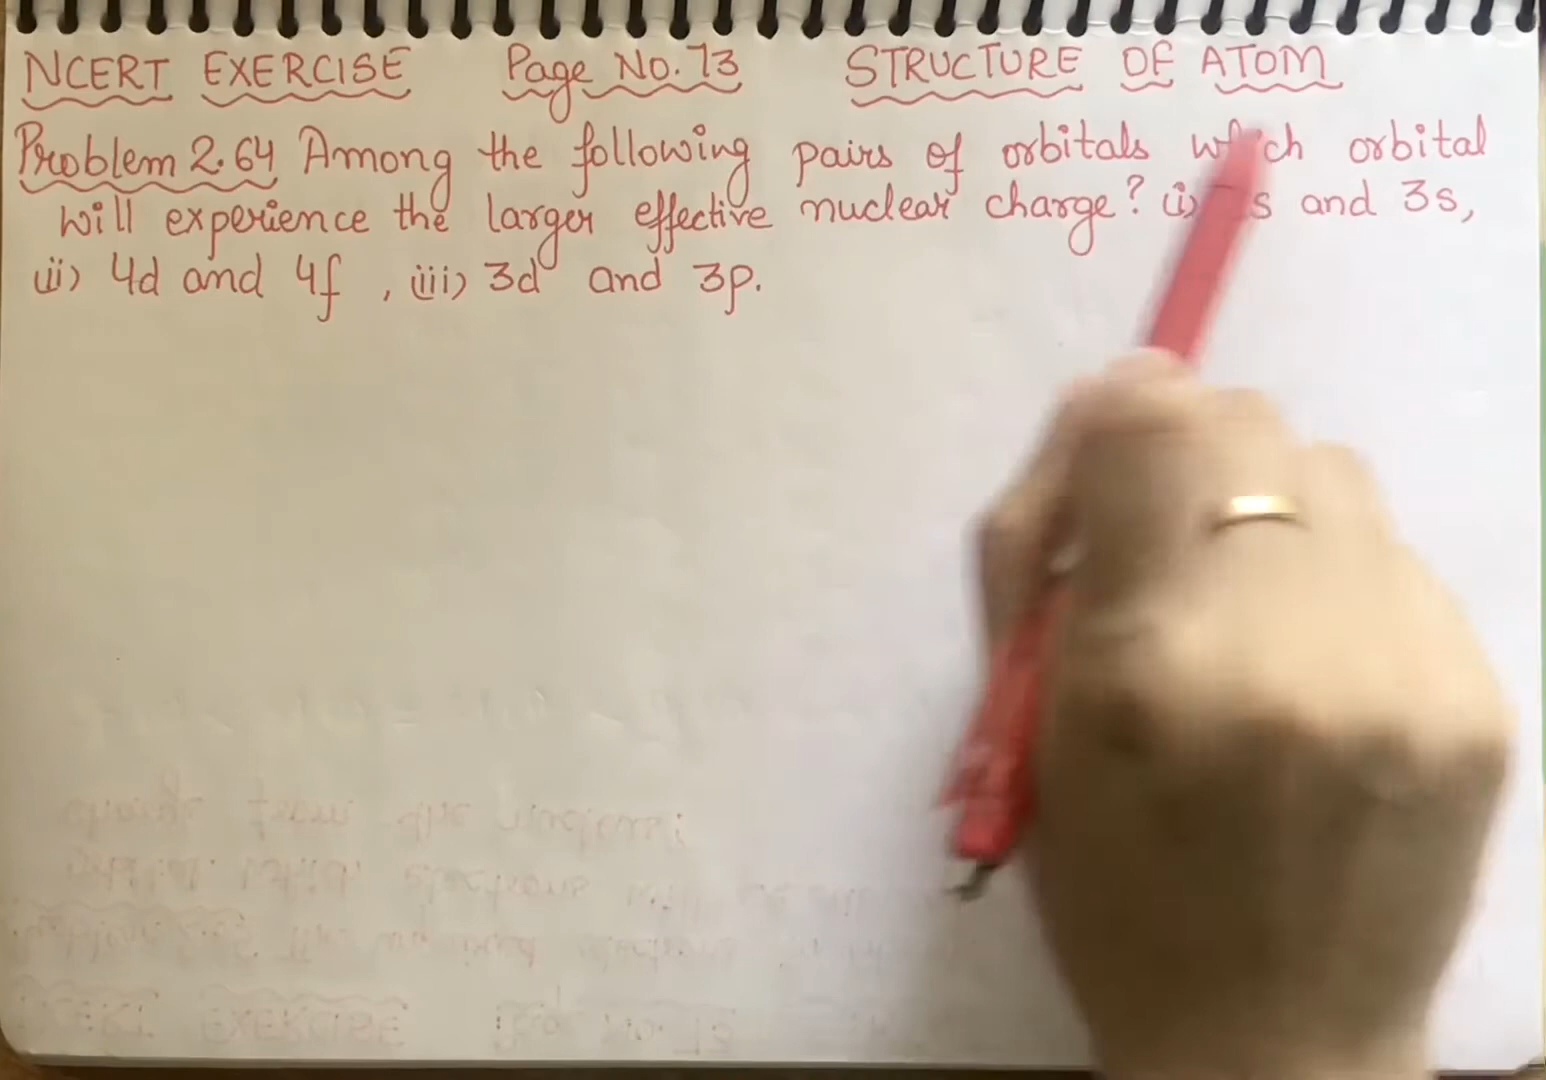 NCERT EXERCISE Page No. 73 STRUCTURE OF ATOM
Problem 2.64 Among the following pairs of orbitals which orbital
will experience the larger effective nuclear charge? (i) and 3s,
(ii) 4d and 4f , (iii) 3d and 3p.